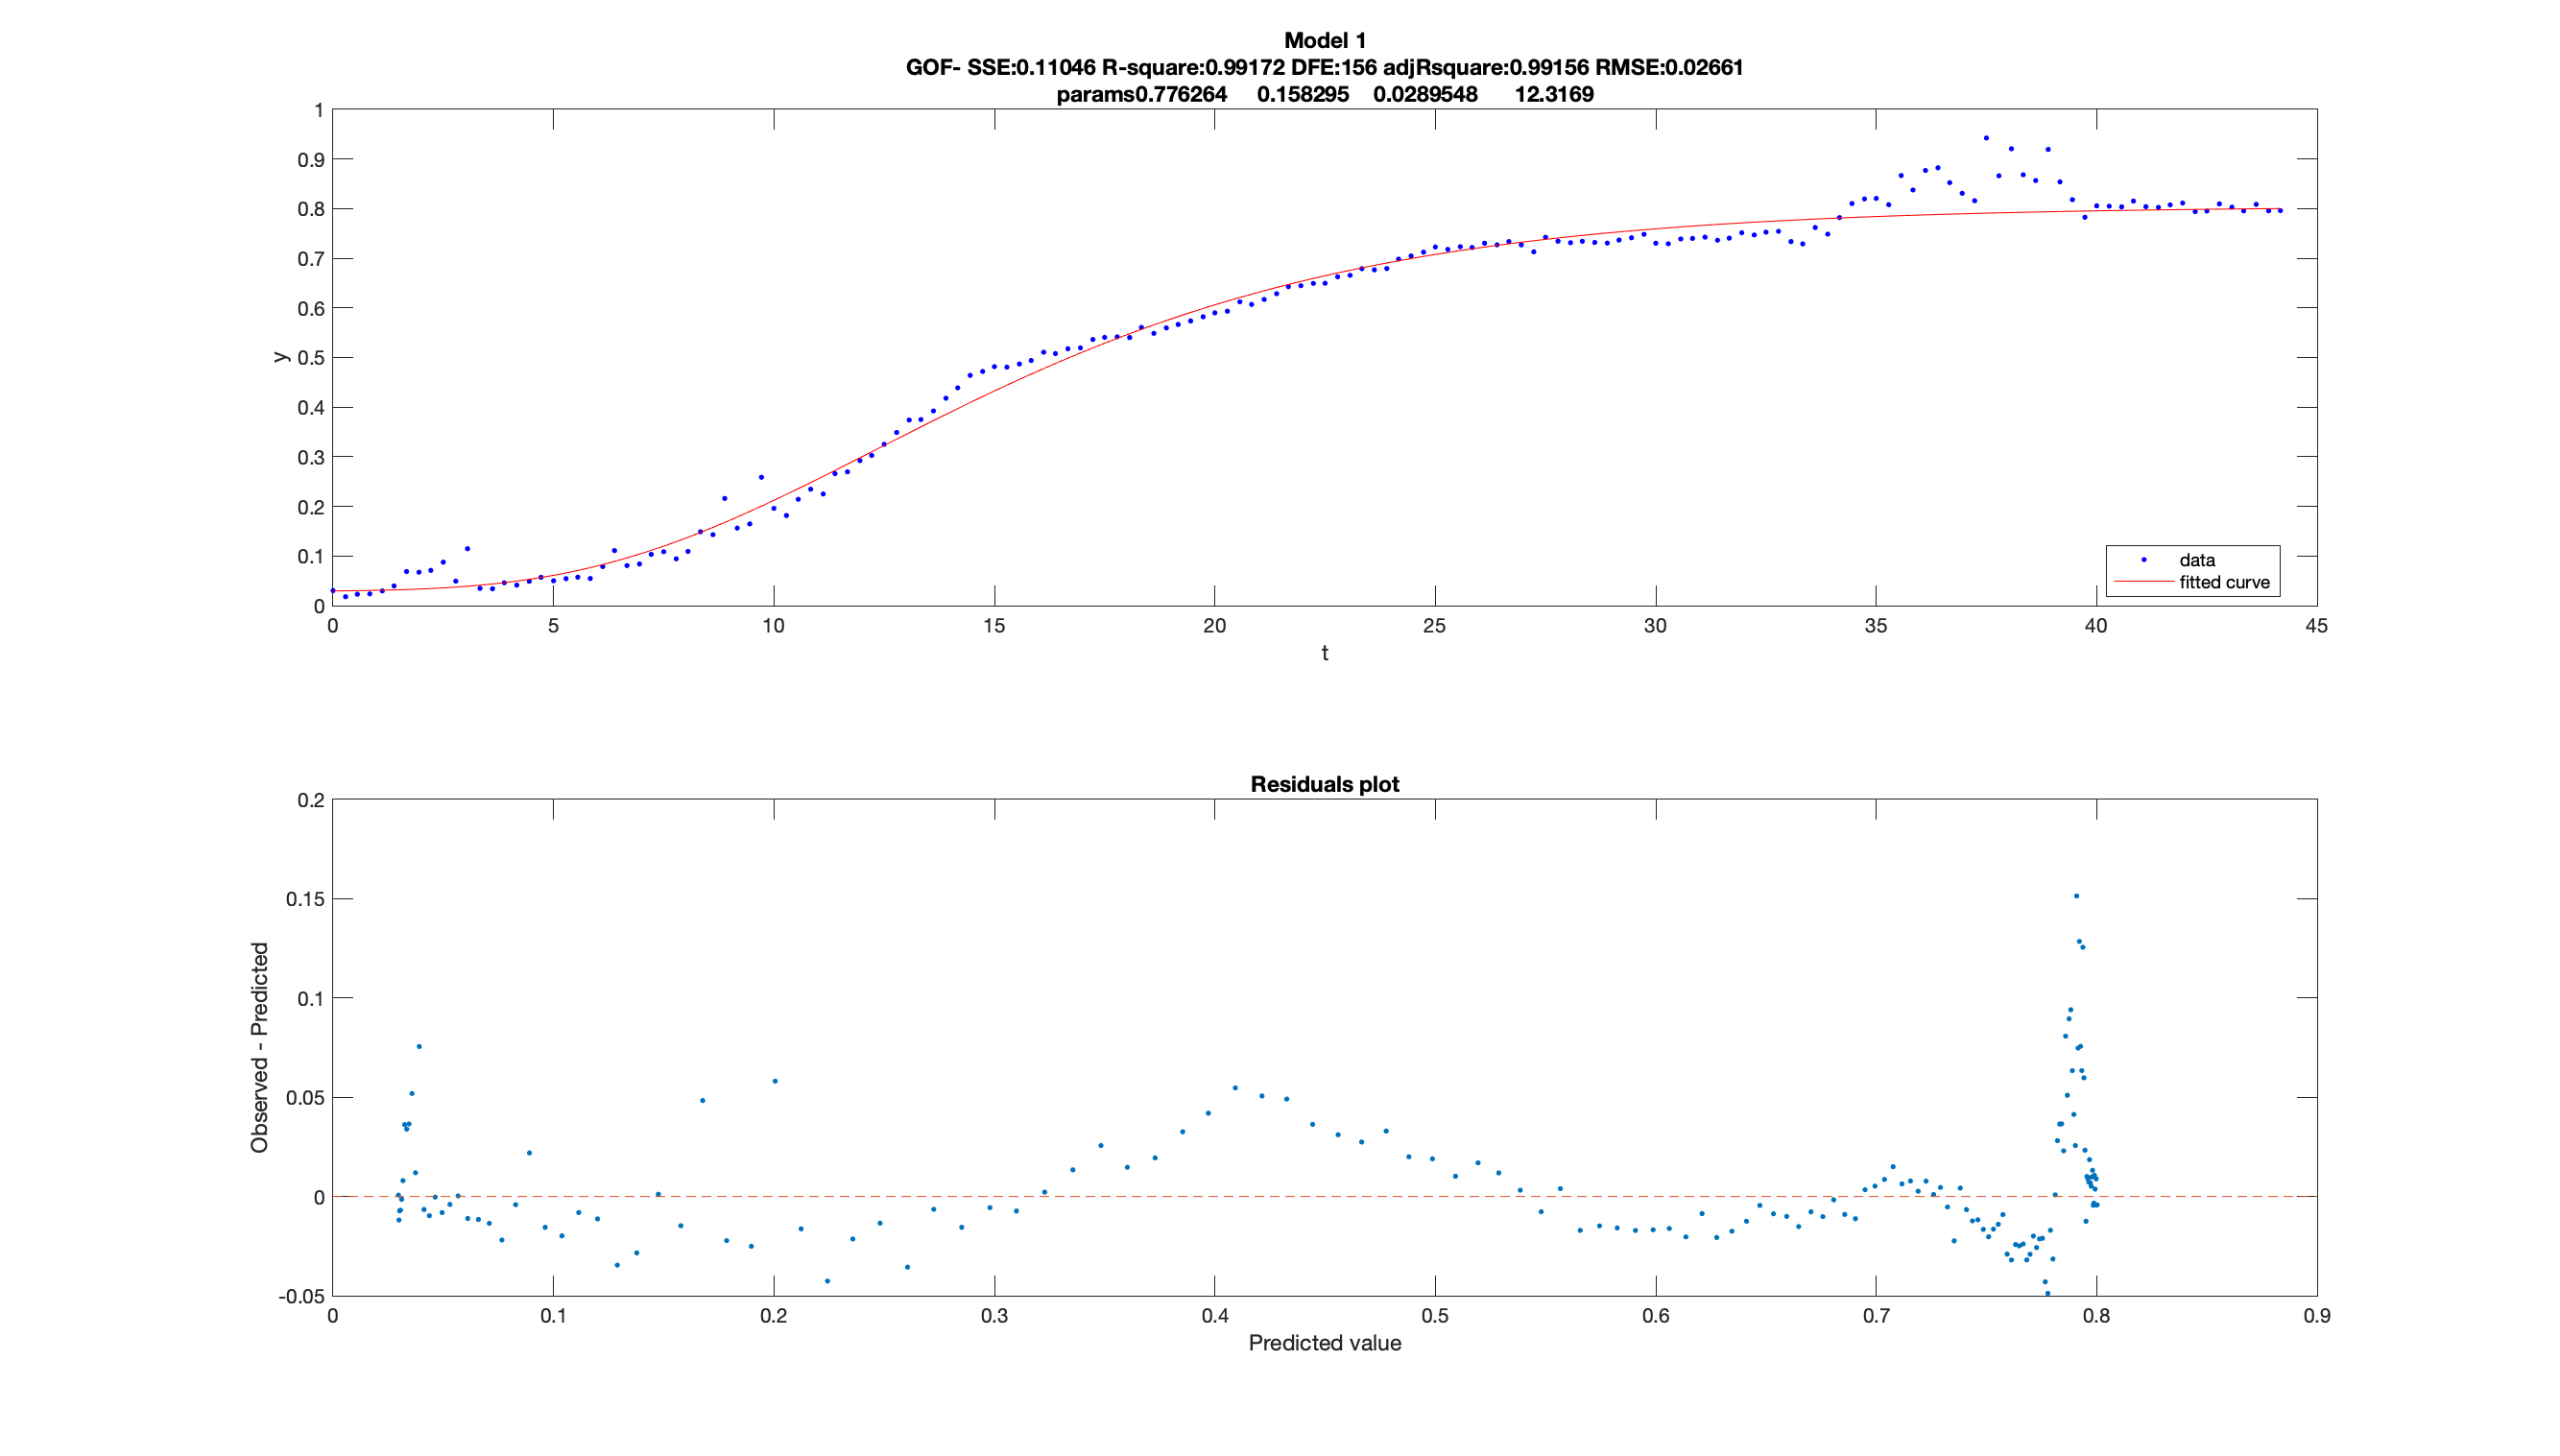 Model 1
GOF- SSE:0.11046 R-square:0.99172 DFE:156 adjRsquare:0.99156 RMSE:0.02661
params0.776264 0.158295 0.0289548 12.3169
1
0.9
0.8
0.7
0.6
0.5
0.4
0.3
0.2
0.1
0
y
data
fitted curve
0 5 10 15 20 25 30 35 40 45
t
Residuals plot
0.2
0.15
0.1
0.05
0
-0.05
Observed - Predicted
0 0.1 0.2 0.3 0.4 0.5 0.6 0.7 0.8 0.9
Predicted value